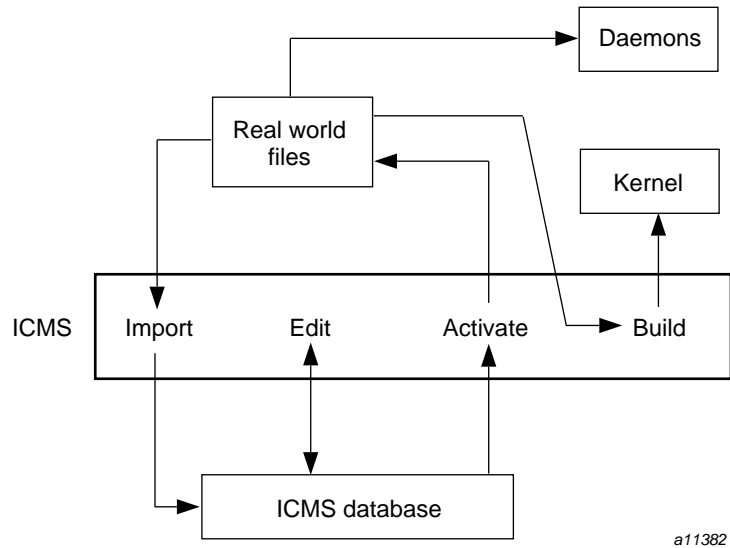 Daemons
Real world
files
Kernel
ICMS
Import
Edit
Activate
Build
ICMS database
a11382